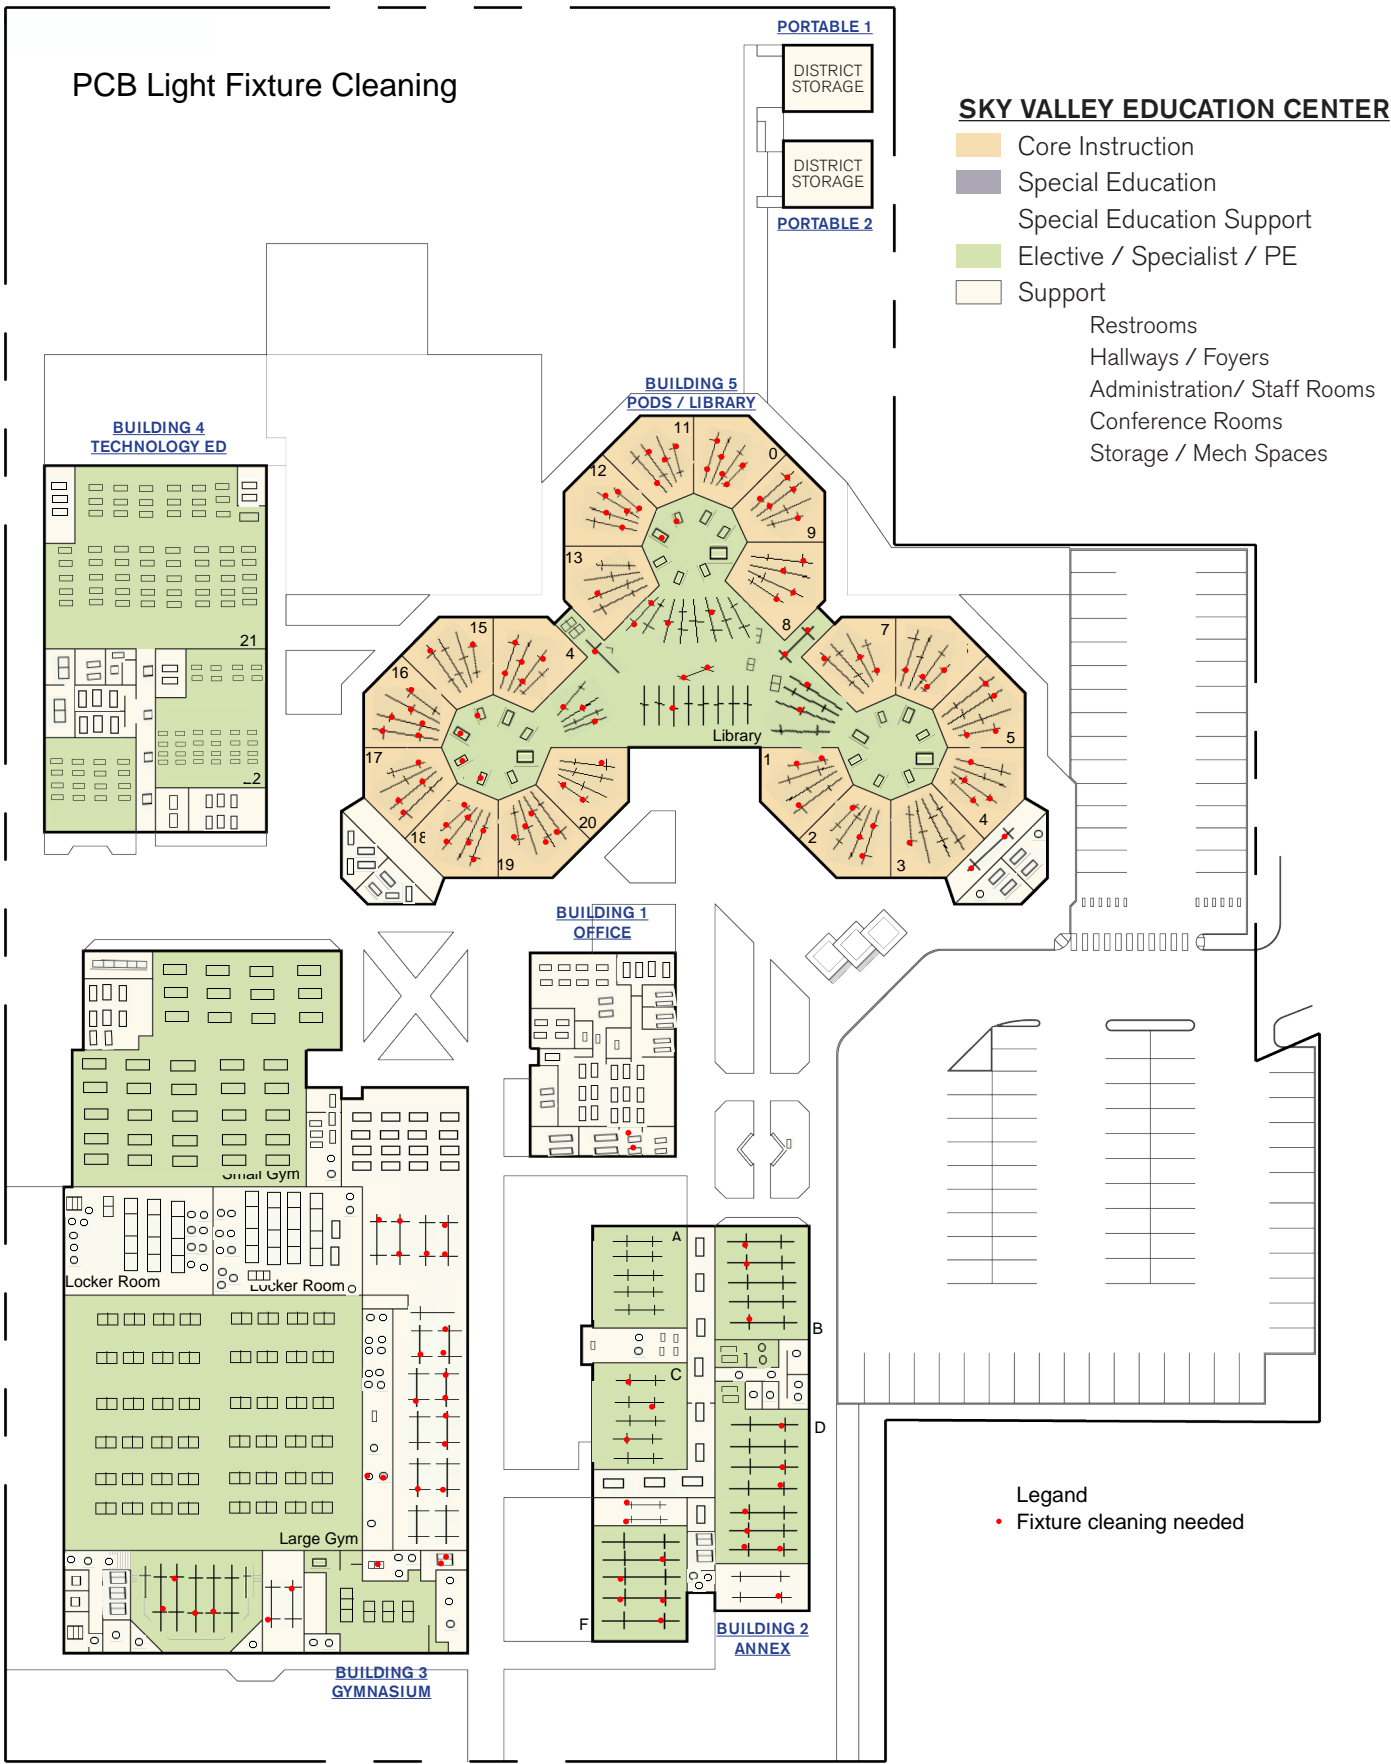 PORTABLE 1
DISTRICT
STORAGE
PCB Light Fixture Cleaning
SKY VALLEY EDUCATION CENTER
Core Instruction
Special Education
Special Education Support
Elective / Specialist / PE
Support
Restrooms
Hallways / Foyers
Administration/ Staff Rooms
Conference Rooms
Storage / Mech Spaces
DISTRICT
STORAGE
PORTABLE 2
BUILDING 5
PODS / LIBRARY
BUILDING 4
TECHNOLOGY ED
11
0
12
9
13
8
7
15
4
16
21
5
Library
17
1
22
20
4
18
2
19
3
BUILDING 1
OFFICE
Small Gym
Locker Room
Locker Room
A
B
C
D
Large Gym
F
Legand
Fixture cleaning needed
BUILDING 2
ANNEX
BUILDING 3
GYMNASIUM